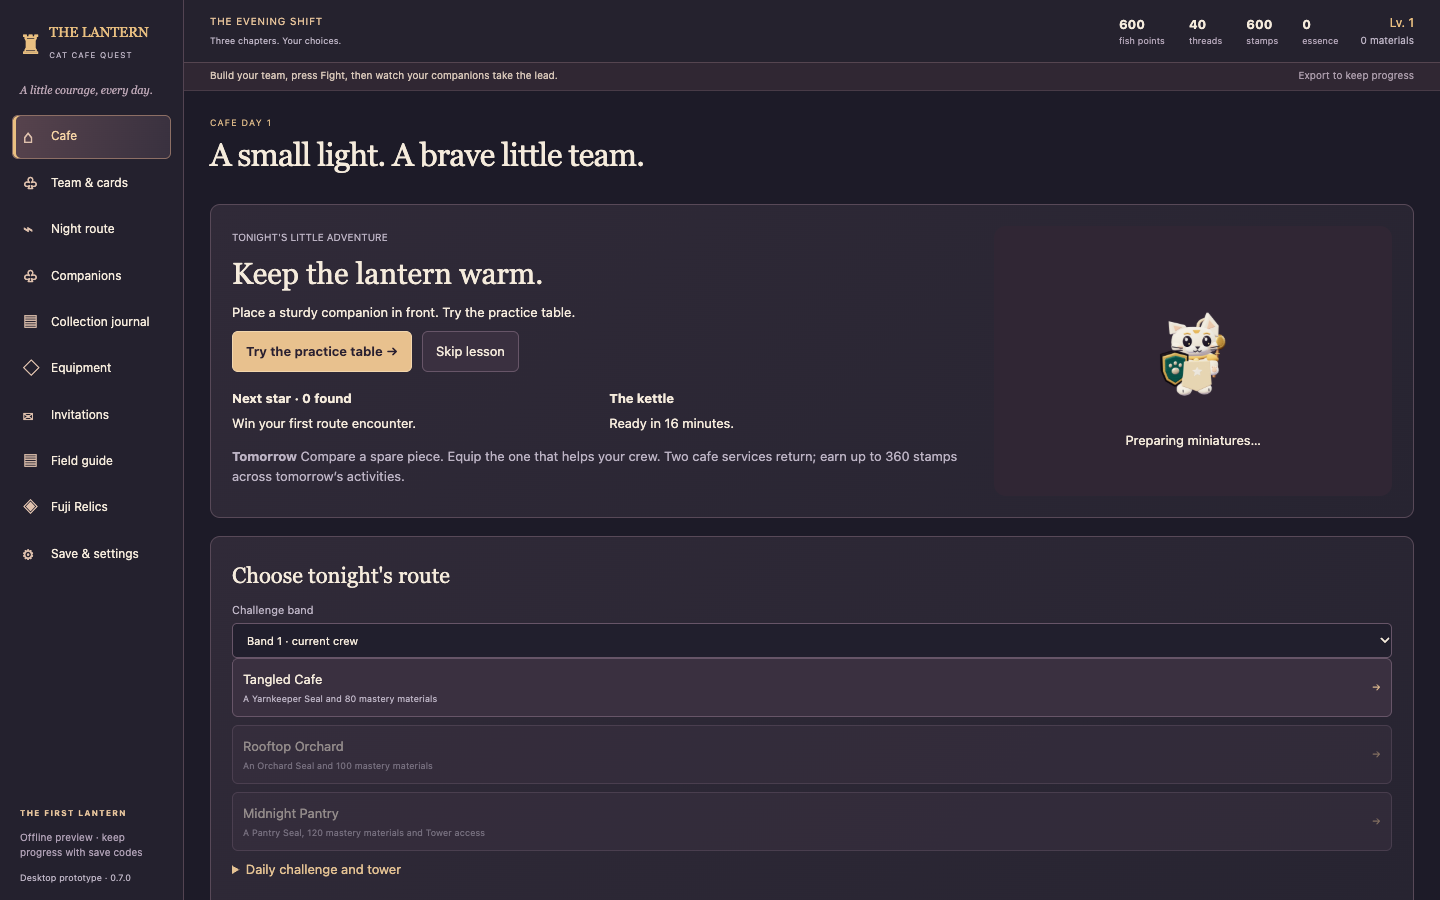 THE LANTERN
CAT CAFE QUEST
A little courage, every day.
Cafe
Team & cards
Night route
Companions
Collection journal
Equipment
Invitations
Field guide
Fuji Relics
Save & settings
THE FIRST LANTERN
Offline preview · keep
progress with save codes
Desktop prototype · 0.7.0
THE EVENING SHIFT
Three chapters. Your choices.
600 fish points
40 threads
600 stamps
0 essence
Lv. 1
0 materials
Build your team, press Fight, then watch your companions take the lead.
Export to keep progress
CAFE DAY 1
A small light. A brave little team.
TONIGHT'S LITTLE ADVENTURE
Keep the lantern warm.
Place a sturdy companion in front. Try the practice table.
Try the practice table →
Skip lesson
Next star · 0 found
Win your first route encounter.
The kettle
Ready in 16 minutes.
Tomorrow Compare a spare piece. Equip the one that helps your crew. Two cafe services return; earn up to 360 stamps
across tomorrow's activities.
Preparing miniatures...
Choose tonight's route
Challenge band
Band 1 · current crew
Tangled Cafe
A Yarnkeeper Seal and 80 mastery materials
→
Rooftop Orchard
An Orchard Seal and 100 mastery materials
→
Midnight Pantry
A Pantry Seal, 120 mastery materials and Tower access
→
Daily challenge and tower